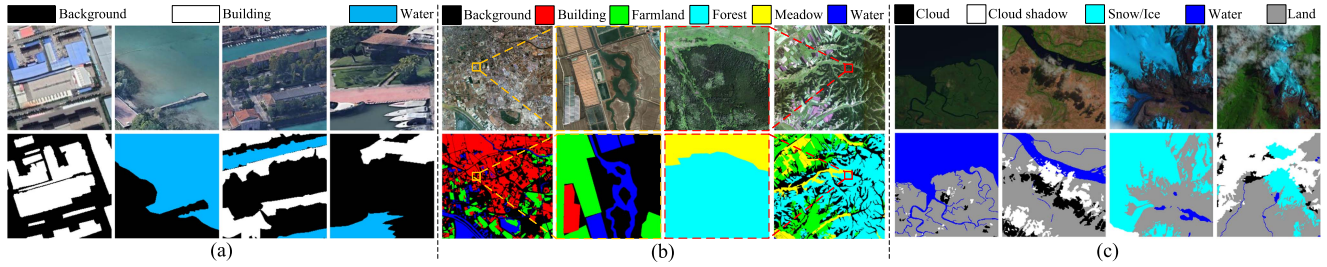 Background Building Water
Background Building Farmland Forest Meadow Water
Cloud Cloud shadow Snow/Ice Water Land
(a) (b) (c)